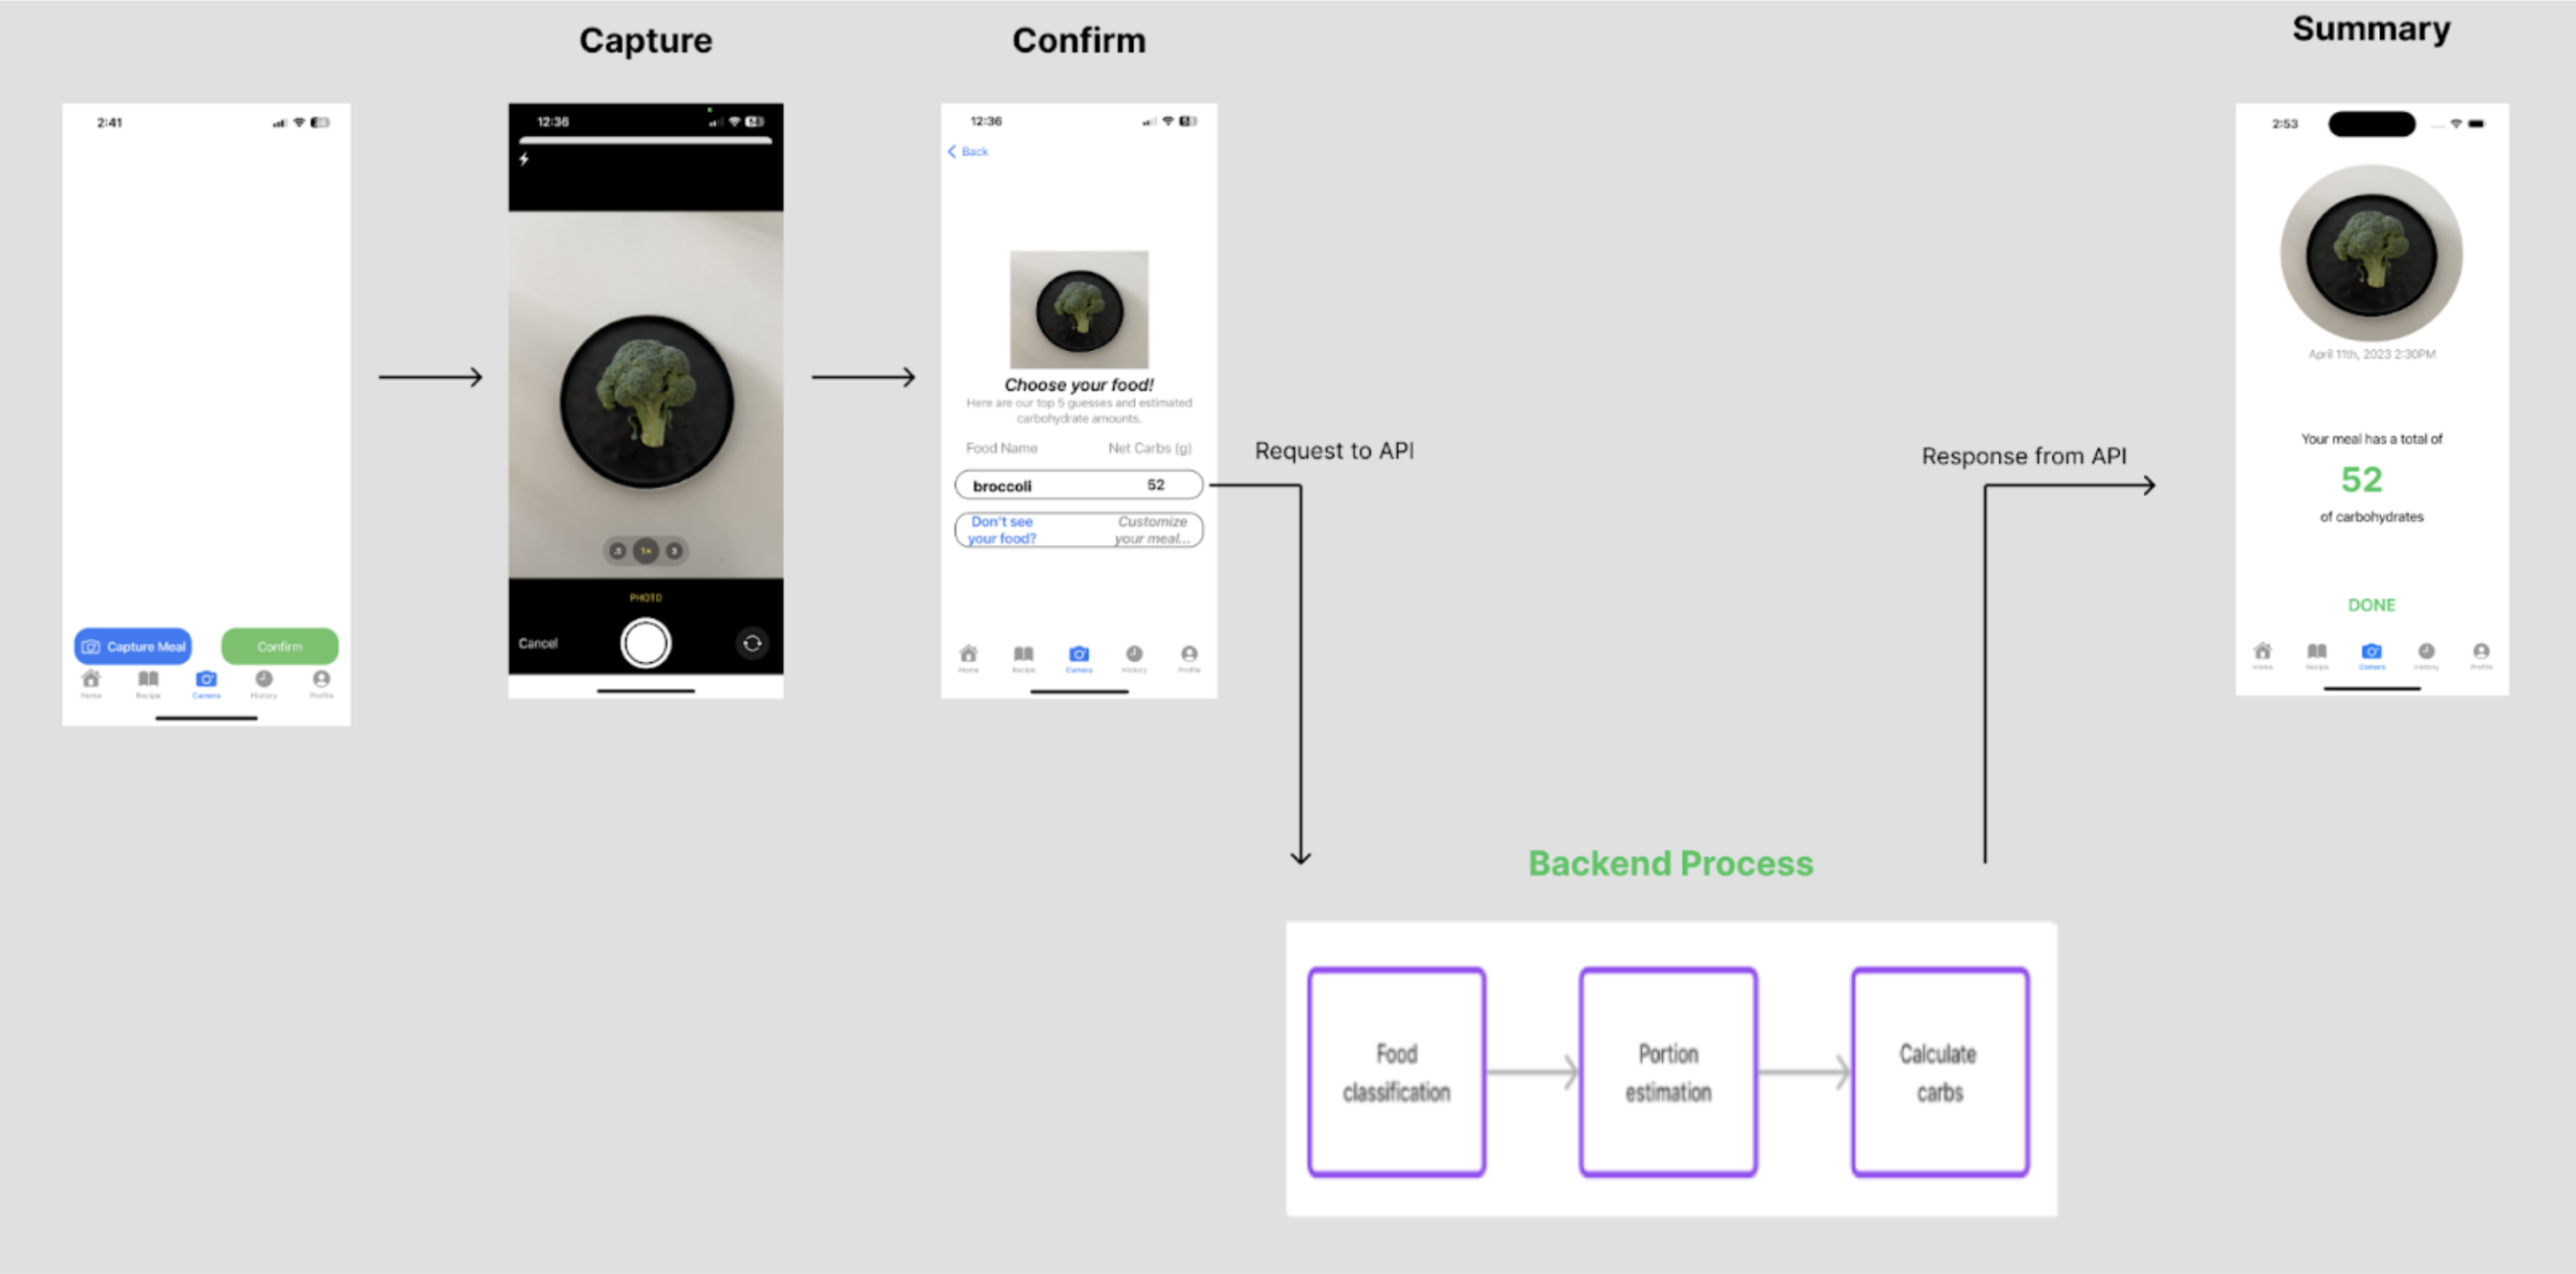 Capture
Confirm
Summary
2:41
Capture Meal
Confirm
Home
Recipe
Camera
History
Profile
12:36
.5
1×
3
PHOTO
Cancel
12:36
Back
Choose your food!
Here are our top 5 guesses and estimated
carbohydrate amounts.
Food Name
Net Carbs (g)
broccoli
52
Don't see
your food?
Customize
your meal...
Home
Recipe
Camera
History
Profile
Request to API
Response from API
2:53
April 11th, 2023 2:30PM
Your meal has a total of
52
of carbohydrates
DONE
Home
Recipe
Camera
History
Profile
Backend Process
Food
classification
Portion
estimation
Calculate
carbs